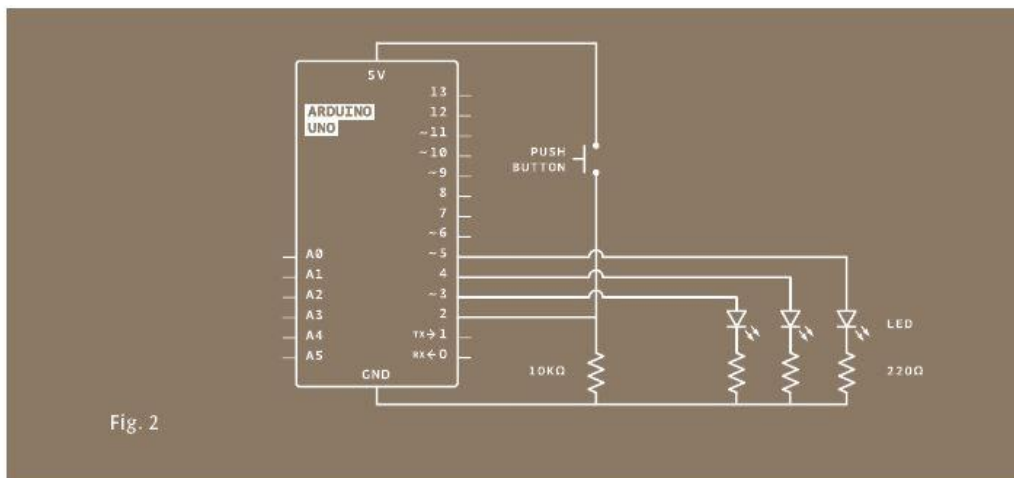 5V
ARDUINO
UNO
13
12
~11
~10
~9
8
7
~6
~5
4
~3
2
TX→1
RX←0
A0
A1
A2
A3
A4
A5
GND
PUSH
BUTTON
10KΩ
LED
220Ω
Fig. 2